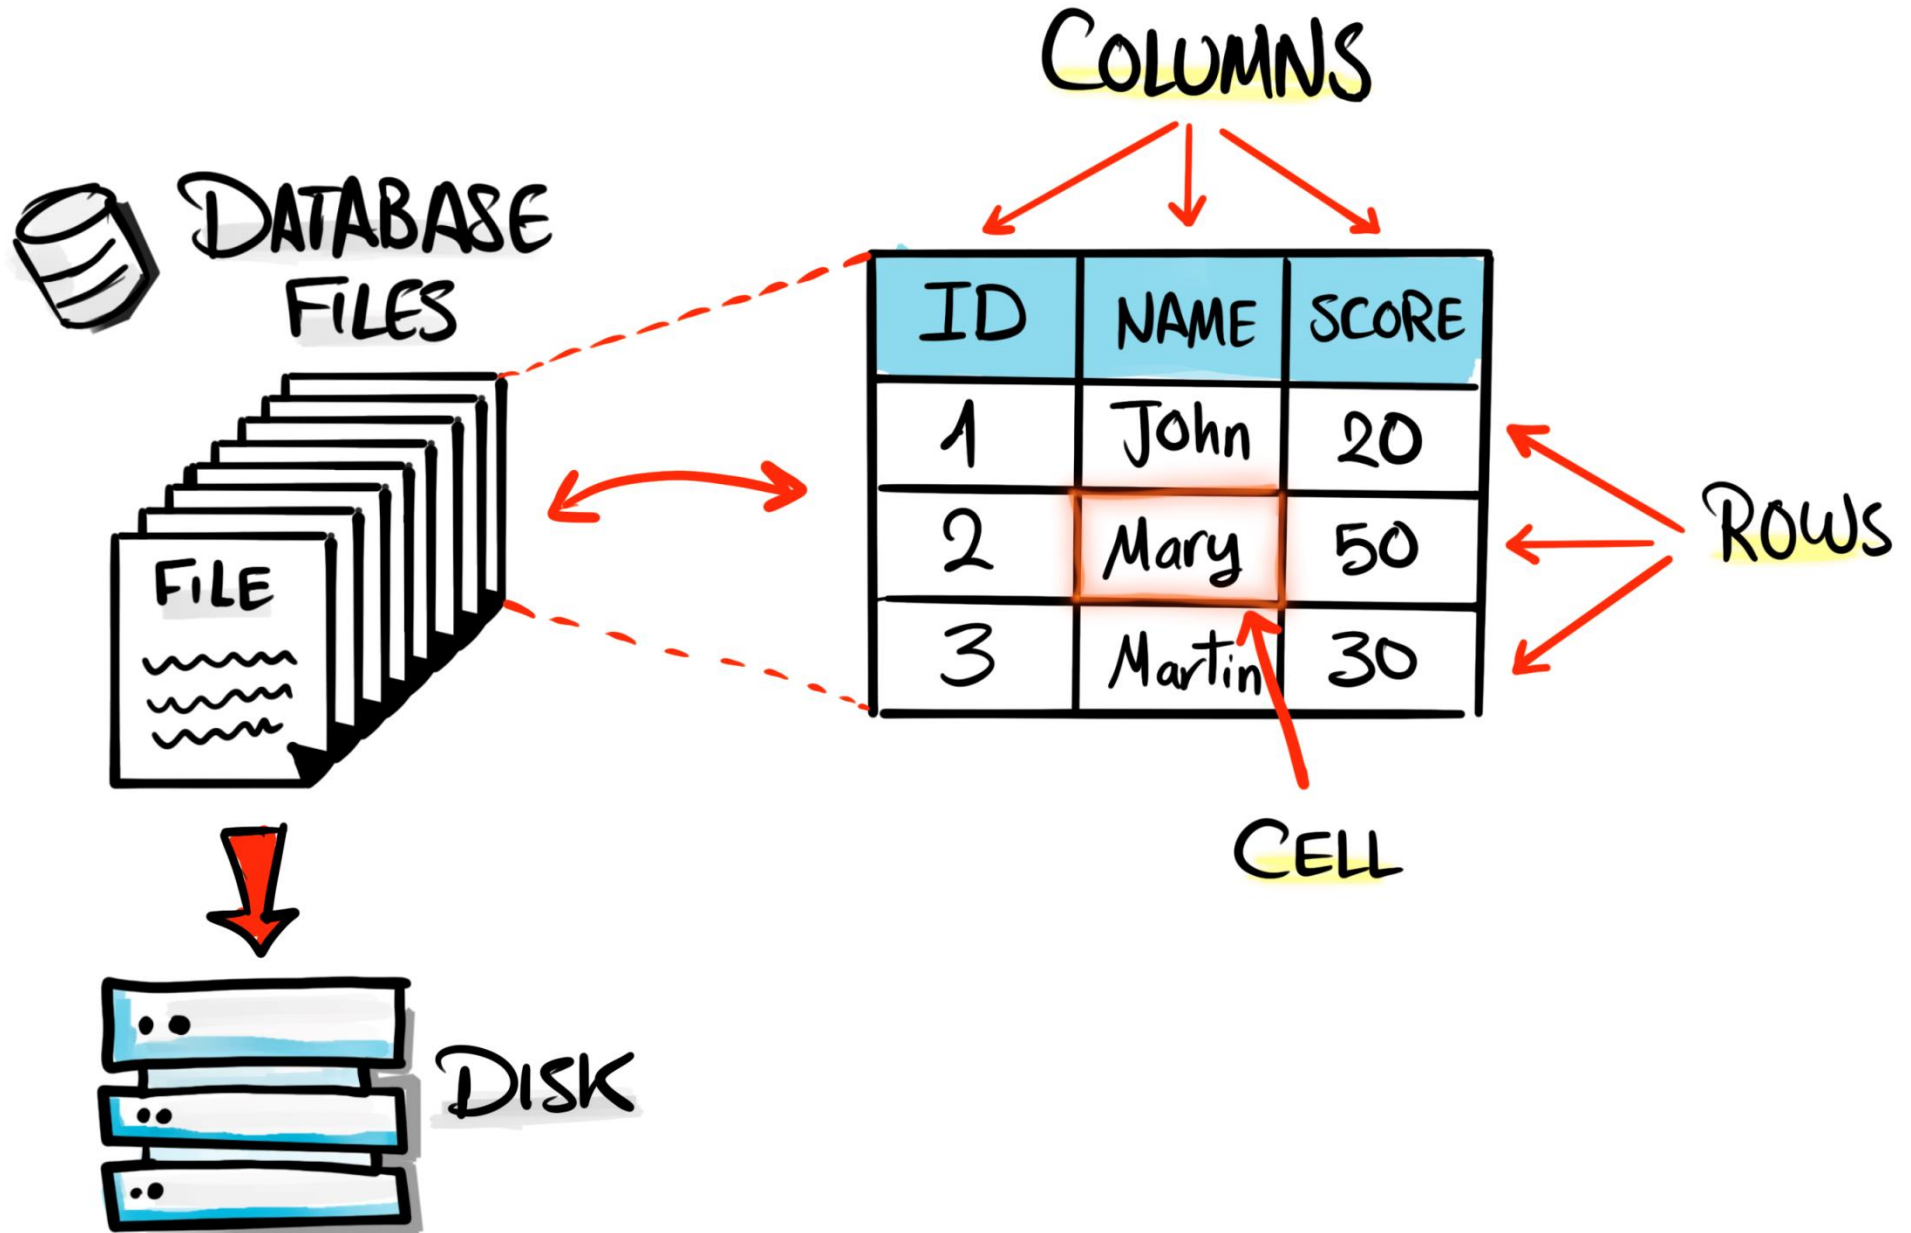 COLUMNS
DATABASE
FILES
FILE
DISK
ID NAME SCORE
1 John 20
2 Mary 50
3 Martin 30
ROWS
CELL